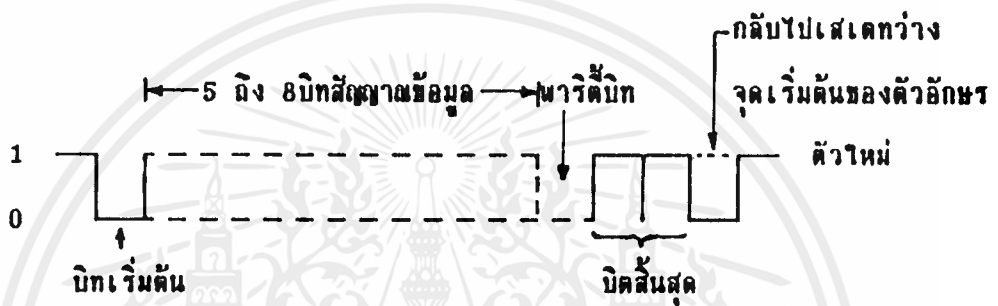 กลับไปเสเตทว่าง
5 ถึง 8บิทสัญญาณข้อมูล
พาริตี้บิท
จุดเริ่มต้นของตัวอักษร
1
ตัวใหม่
0
บิทเริ่มต้น
บิตสิ้นสุด